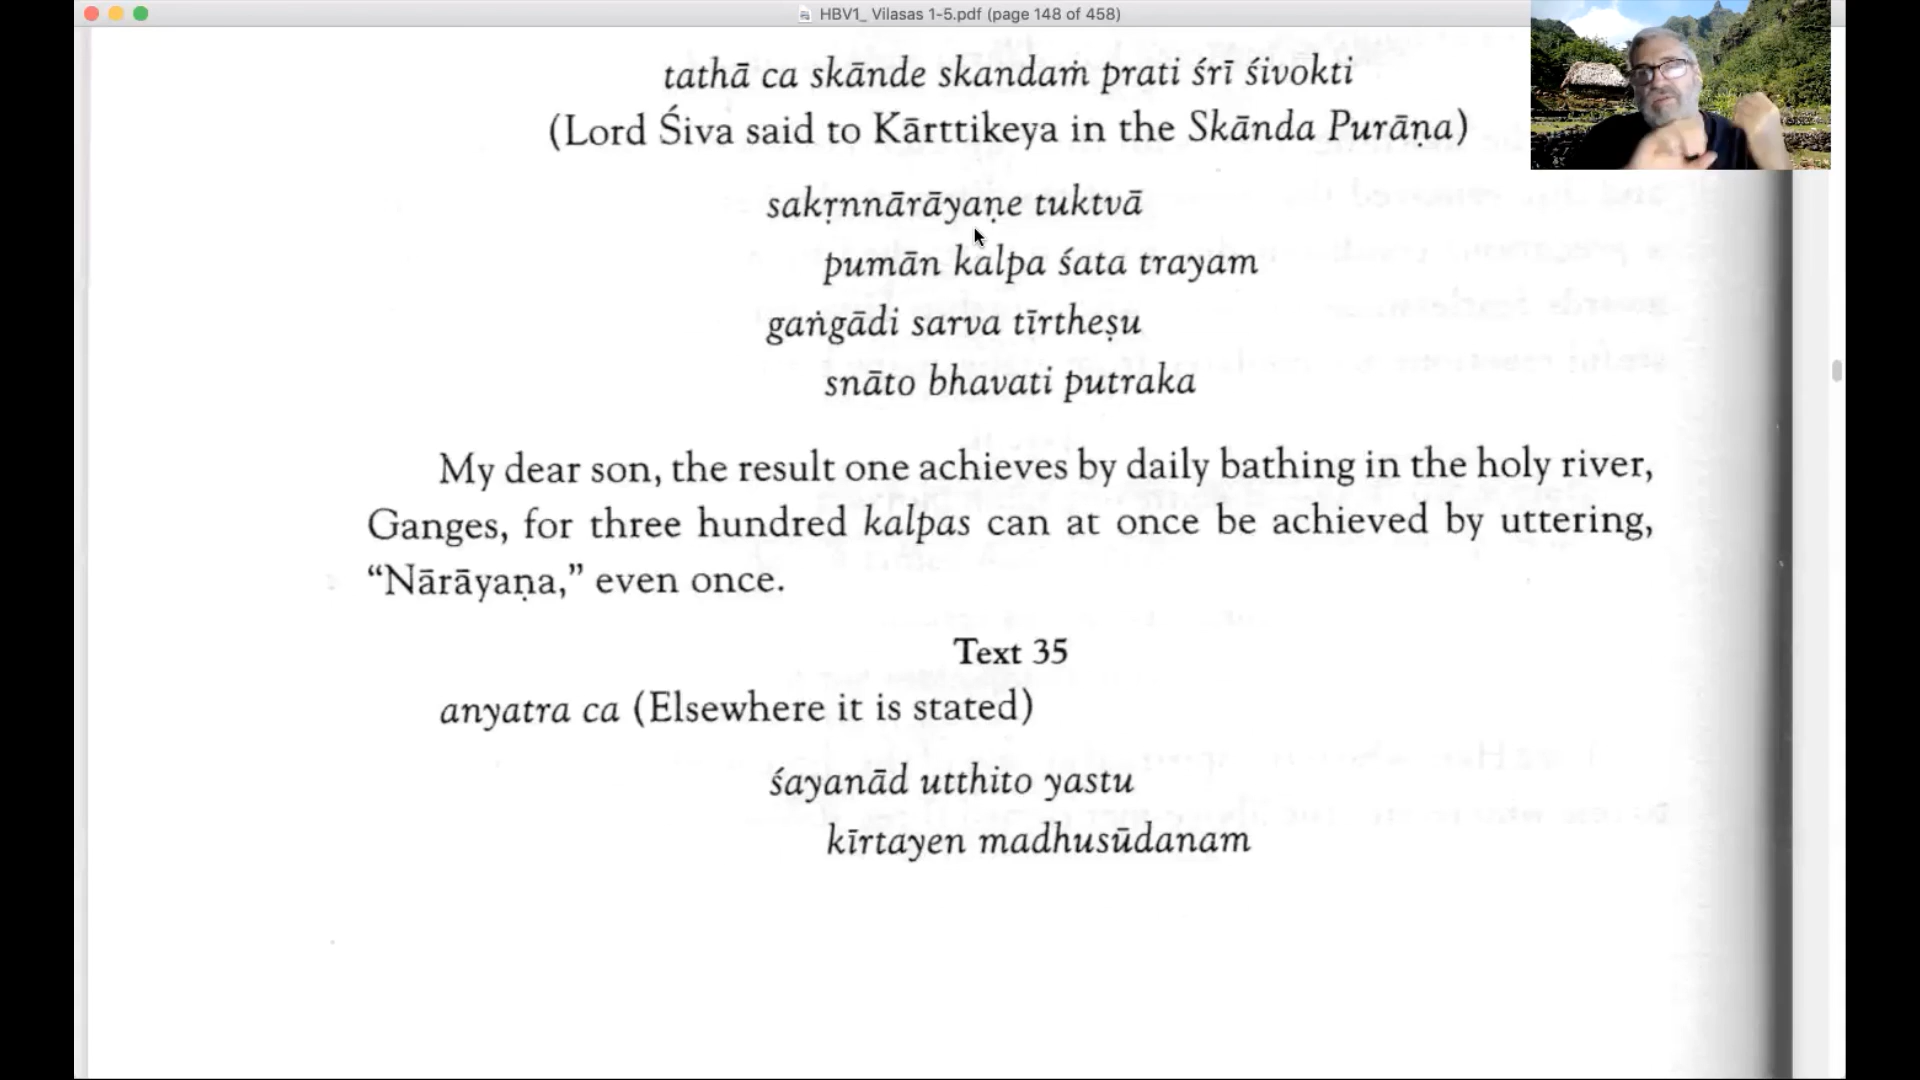 HBV1_ Vilasas 1-5.pdf (page 148 of 458)
tathā ca skānde skandaṁ prati śrī śivokti
(Lord Śiva said to Kārttikeya in the Skānda Purāṇa)
sakṛnnārāyaṇe tuktvā
pumān kalpa śata trayam
gaṅgādi sarva tīrtheṣu
snāto bhavati putraka
My dear son, the result one achieves by daily bathing in the holy river,
Ganges, for three hundred kalpas can at once be achieved by uttering,
“Nārāyaṇa,” even once.
Text 35
anyatra ca (Elsewhere it is stated)
śayanād utthito yastu
kīrtayen madhusūdanam